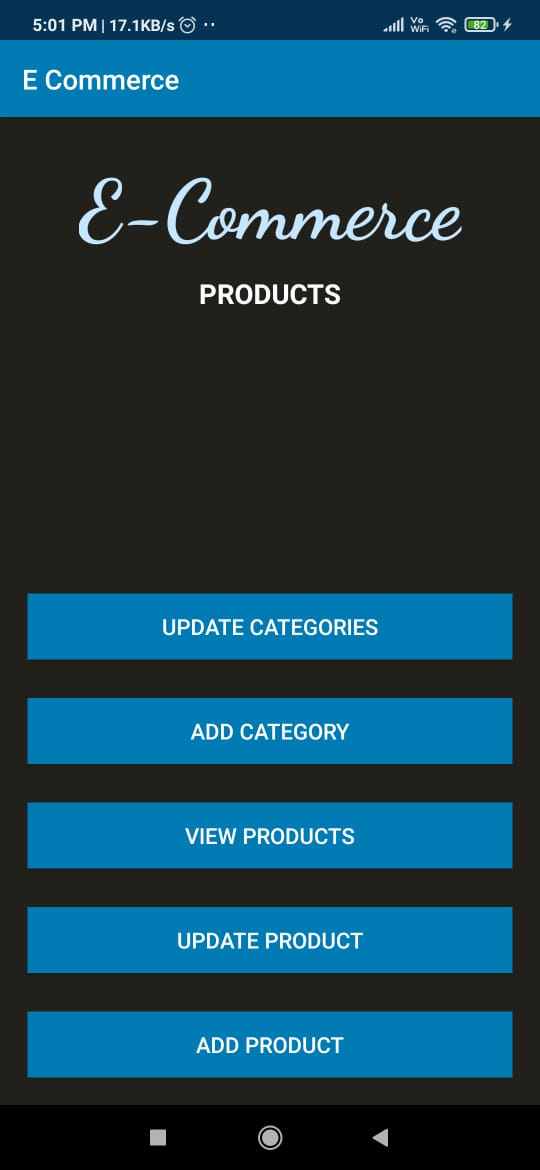 5:01 PM | 17.1KB/s
Vo
WiFi
82
E Commerce
E-Commerce
PRODUCTS
UPDATE CATEGORIES
ADD CATEGORY
VIEW PRODUCTS
UPDATE PRODUCT
ADD PRODUCT